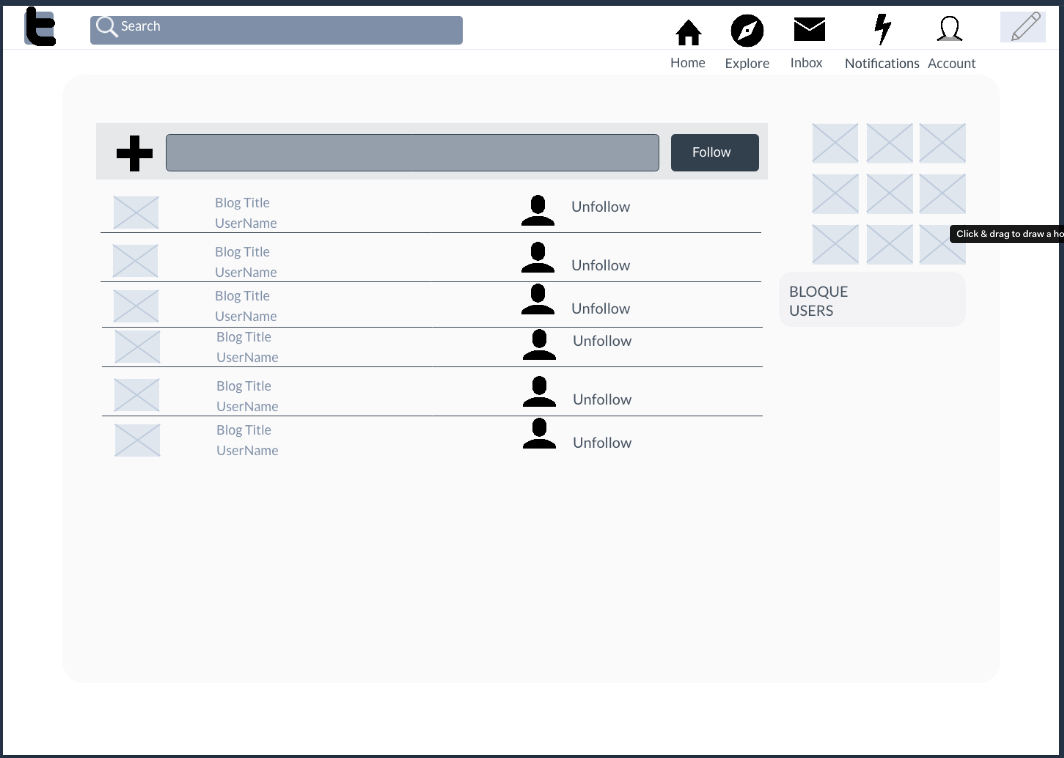 t
Search
Home Explore Inbox Notifications Account
Follow
Blog Title
UserName
Unfollow
Blog Title
UserName
Unfollow
Blog Title
UserName
Unfollow
Blog Title
UserName
Unfollow
Blog Title
UserName
Unfollow
Blog Title
UserName
Unfollow
Click & drag to draw a ho
BLOQUE
USERS